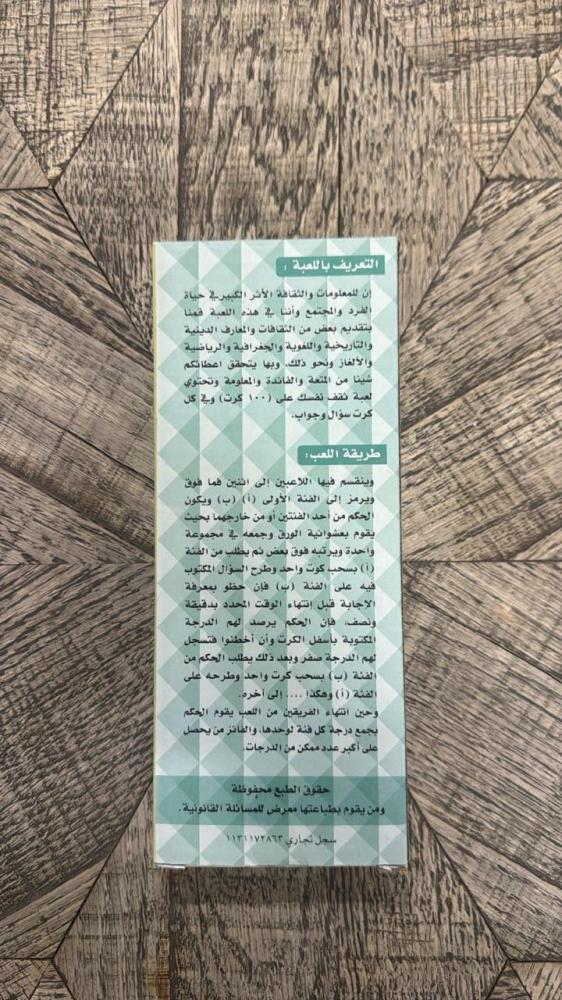 التعريف باللعبة :
إن للمعلومات والثقافة الأثر الكبير في حياة
الفرد والمجتمع وأننا في هذه اللعبة قمنا
بتقديم بعض من الثقافات والمعارف الدينية
والتاريخية واللغوية والجغرافية والرياضية
والألغاز ونحو ذلك، وبها يتحقق اعطائكم
شيئا من المتعة والفائدة والمعلومة وتحتوي
لعبة ثقف نفسك على (١٠٠ كرت) وفي كل
كرت سؤال وجواب.
طريقة اللعب:
وينقسم فيها اللاعبين إلى اثنين فما فوق
ويرمز إلى الفئة الأولى (أ) (ب) ويكون
الحكم من أحد الفئتين أو من خارجهما بحيث
يقوم بعشوائية الورق وجمعه في مجموعة
واحدة ويرتبه فوق بعض ثم يطلب من الفئة
(أ) بسحب كوت واحد وطرح السؤال المكتوب
فيه على الفئة (ب) فإن حظو بمعرفة
الاجابة قبل إنتهاء الوقت المحدد بدقيقة
ونصف، فإن الحكم يرصد لهم الدرجة
المكتوبة بأسفل الكرت وأن أخطئوا فتسجل
لهم الدرجة صفر وبعد ذلك يطلب الحكم من
الفئة (ب) بسحب كرت واحد وطرحه على
الفئة (أ) وهكذا .... إلى أخره.
وحين انتهاء الفريقين من اللعب يقوم الحكم
بجمع درجة كل فئة لوحدها، والفائز من يحصل
على أكبر عدد ممكن من الدرجات.
حقوق الطبع محفوظة
ومن يقوم بطباعتها معرض للمسائلة القانونية.
سجل تجاري ١١٣١١٧٢٨٦٣